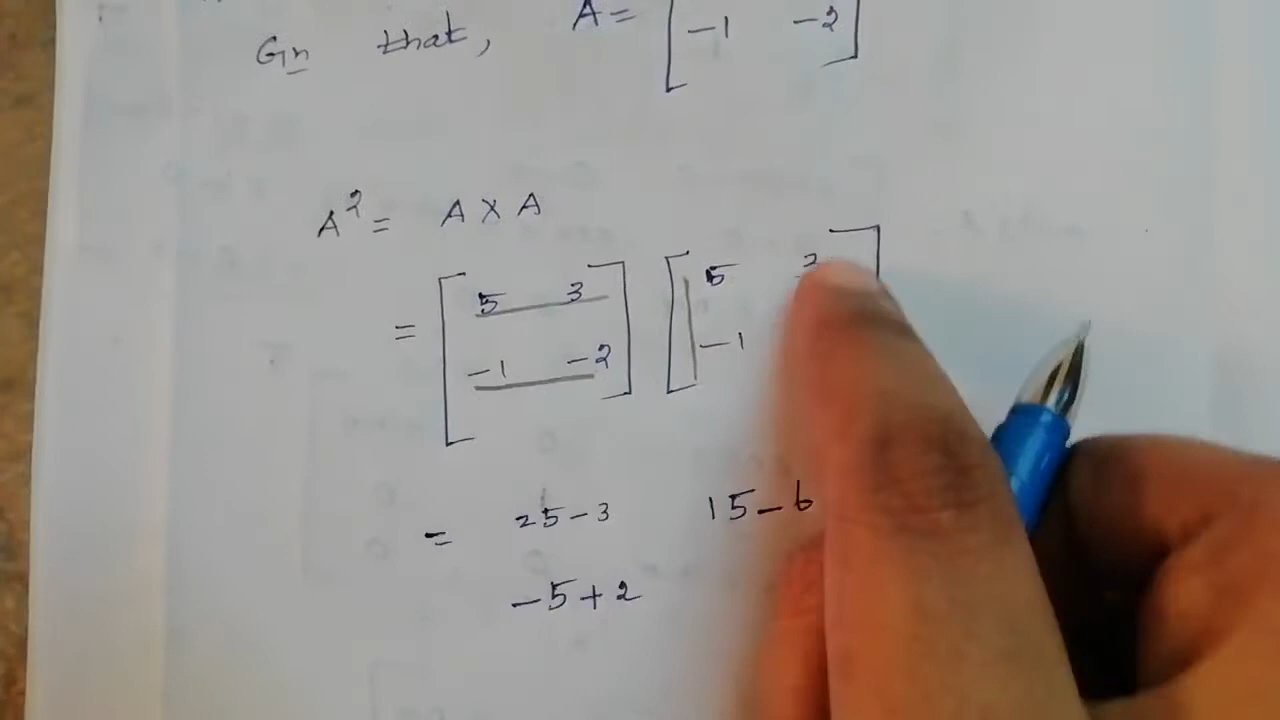 Gn that, A =
-1 -2
A² = A X A
= [ 5 3 ] [ 5
-1 -2 -1
= 25-3 15-6
-5+2